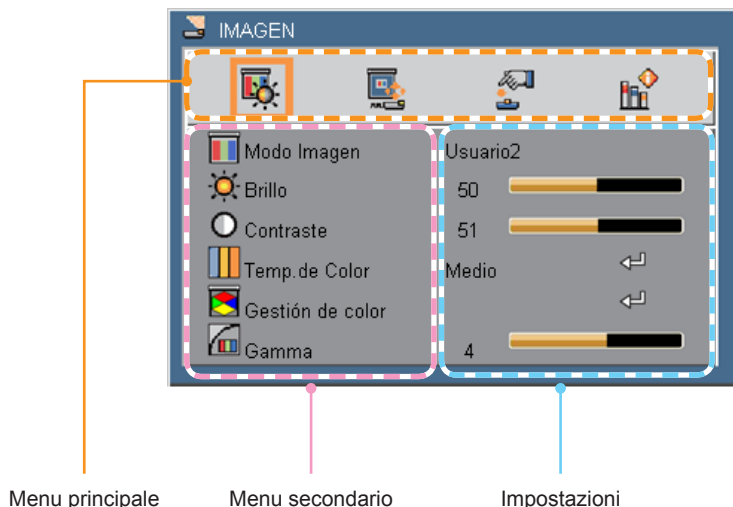 IMAGEN
Modo Imagen Usuario2
Brillo 50
Contraste 51
Temp.de Color Medio
Gestión de color
Gamma 4
Menu principale Menu secondario Impostazioni